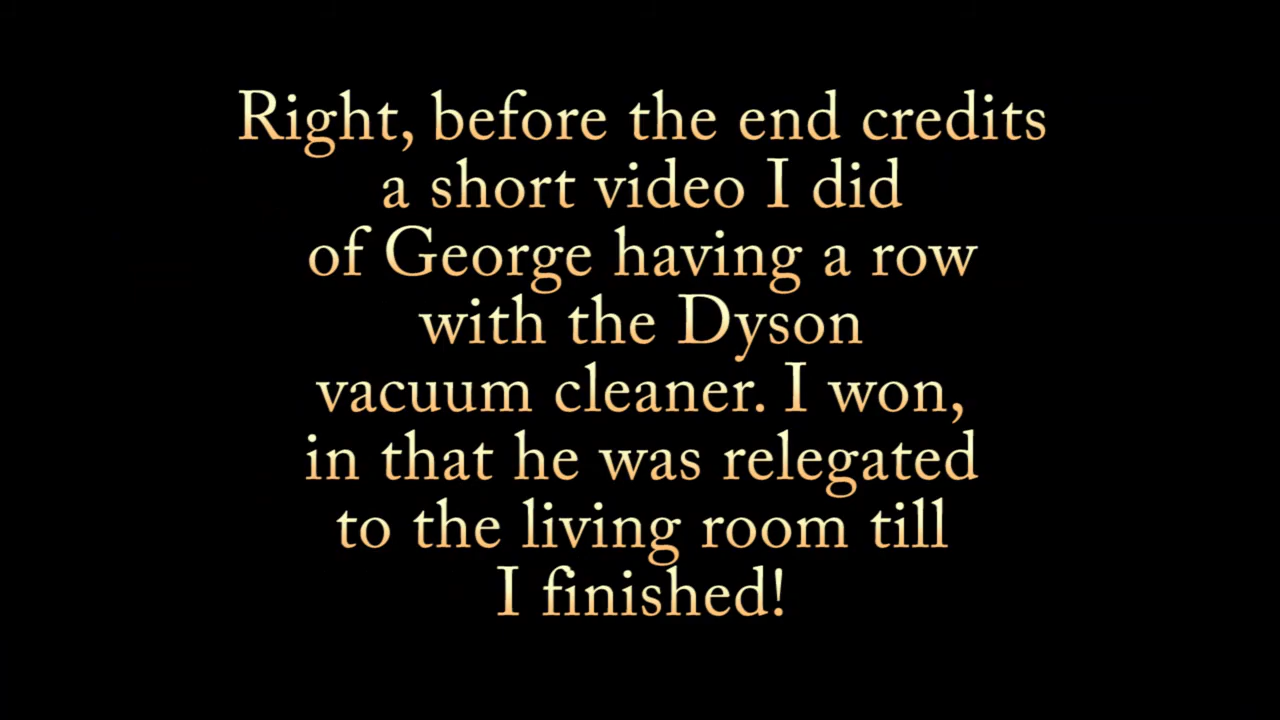 Right, before the end credits
a short video I did
of George having a row
with the Dyson
vacuum cleaner. I won,
in that he was relegated
to the living room till
I finished!